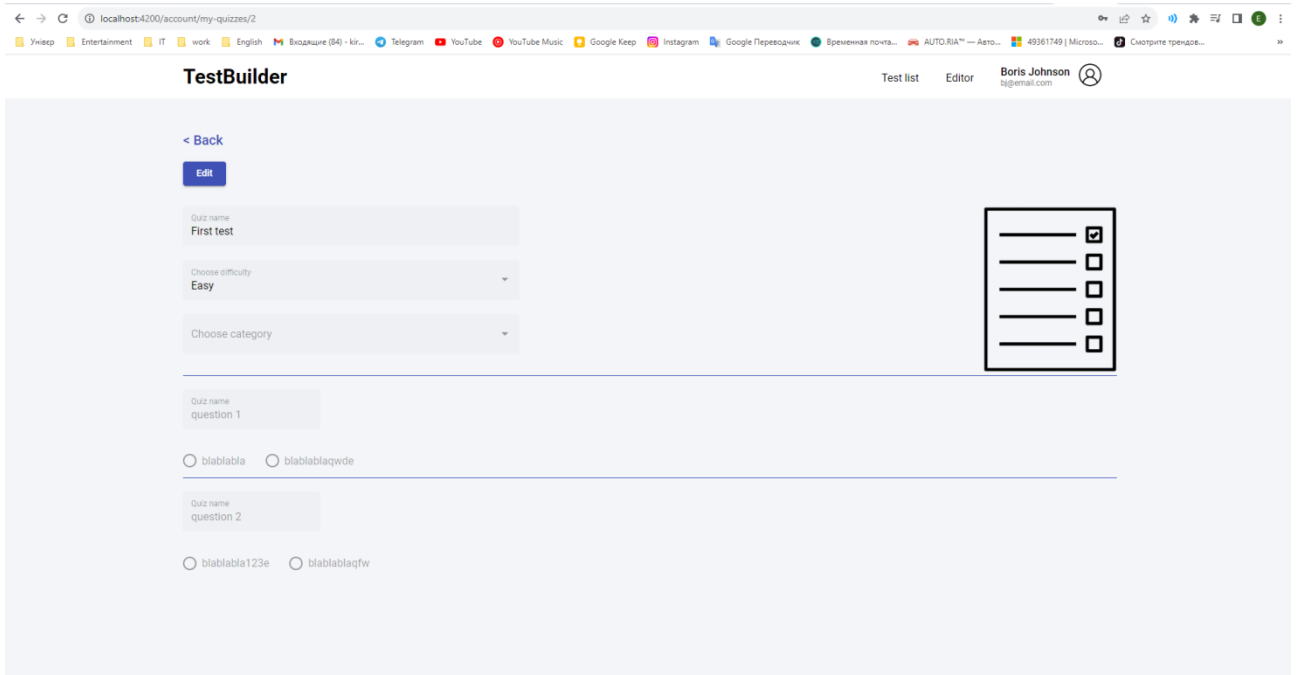 localhost:4200/account/my-quizzes/2
Універ Entertainment IT work English Входящие (84) - kir... Telegram YouTube YouTube Music Google Keep Instagram Google Переводчик Временная почта... AUTO.RIA™ — Авто... 49361749 | Microso... Смотрите трендов... »
TestBuilder
Test list Editor Boris Johnson
bj@email.com
< Back
Edit
Quiz name
First test
Choose difficulty
Easy
Choose category
Quiz name
question 1
blablabla blablablaqwde
Quiz name
question 2
blablabla123e blablablaqfw